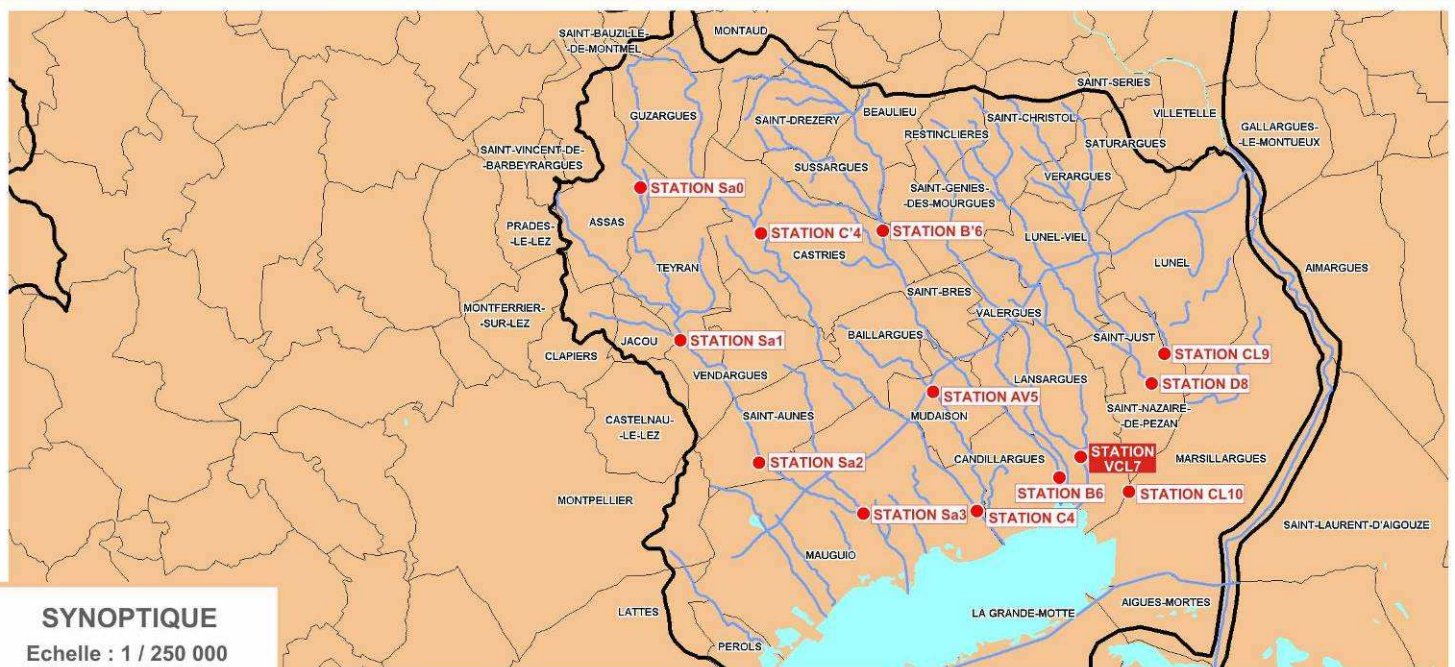 SAINT-BAUZILLE-
-DE-MONTMEL
MONTAUD
SAINT-SERIES
VILLETELLE
GALLARGUES-
-LE-MONTUEUX
GUZARGUES
SAINT-DREZERY
BEAULIEU
RESTINCLIERES
SAINT-CHRISTOL
SATURARGUES
SAINT-VINCENT-DE-
-BARBEYRARGUES
SUSSARGUES
SAINT-GENIES-
-DES-MOURGUES
VERARGUES
STATION Sa0
PRADES-
-LE-LEZ
ASSAS
STATION C'4
STATION B'6
LUNEL-VIEL
CASTRIES
TEYRAN
LUNEL
AIMARGUES
MONTFERRIER-
-SUR-LEZ
SAINT-BRES
VALERGUES
BAILLARGUES
SAINT-JUST
JACOU
STATION Sa1
CLAPIERS
STATION CL9
VENDARGUES
LANSARGUES
STATION D8
STATION AV5
CASTELNAU-
-LE-LEZ
SAINT-AUNES
MUDAISON
SAINT-NAZAIRE-
-DE-PEZAN
STATION Sa2
CANDILLARGUES
STATION
VCL7
MARSILLARGUES
MONTPELLIER
STATION B6
STATION CL10
STATION Sa3
STATION C4
SAINT-LAURENT-D'AIGOUZE
MAUGUIO
LATTES
LA GRANDE-MOTTE
AIGUES-MORTES
PEROLS
SYNOPTIQUE
Echelle : 1 / 250 000